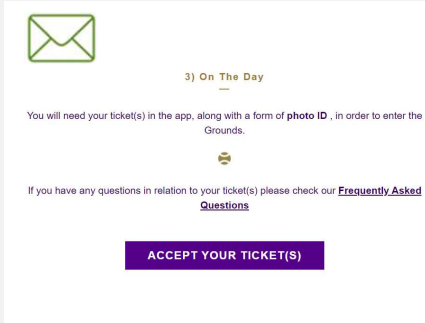 3) On The Day
You will need your ticket(s) in the app, along with a form of photo ID , in order to enter the
Grounds.
If you have any questions in relation to your ticket(s) please check our Frequently Asked
Questions
ACCEPT YOUR TICKET(S)